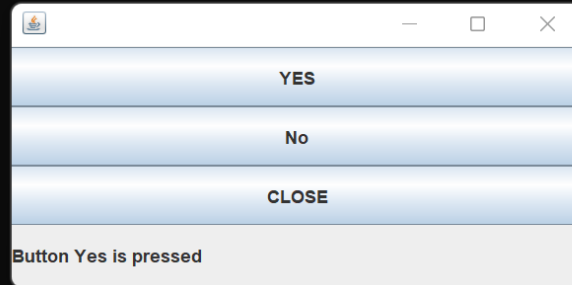 YES
No
CLOSE
Button Yes is pressed